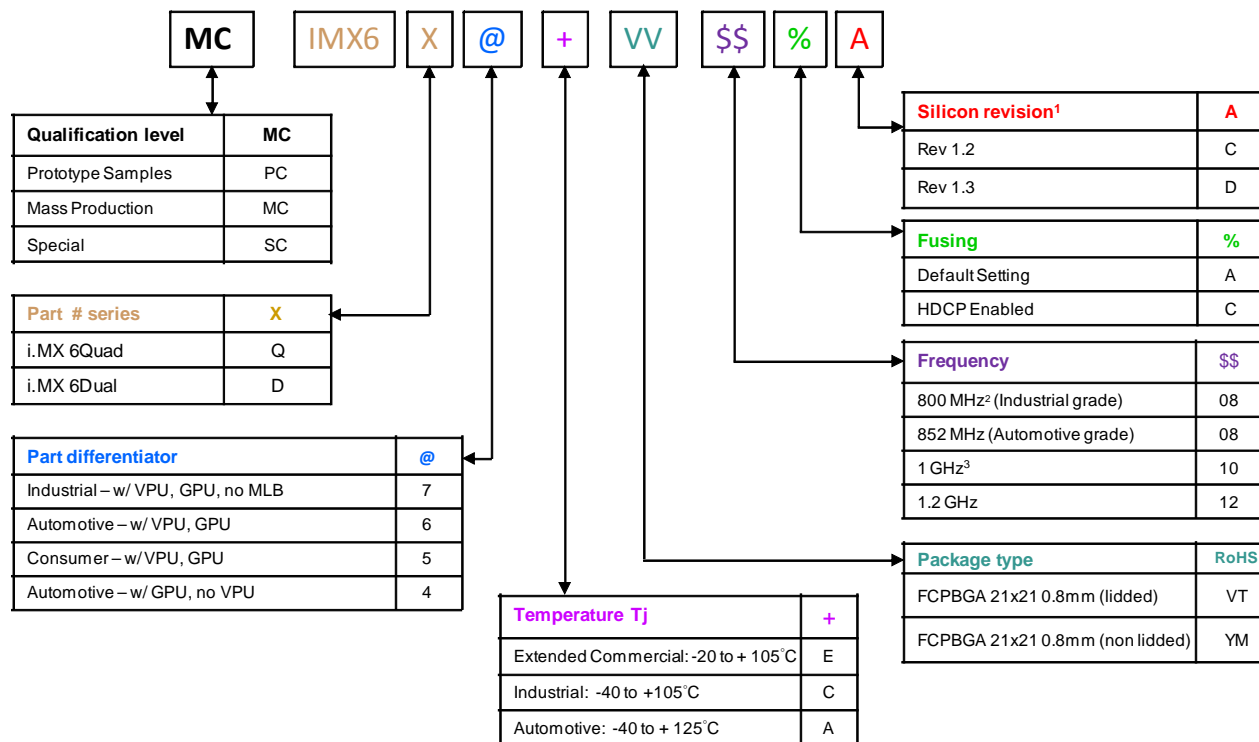 MC IMX6 X @ + VV $$ % A
Qualification level MC
Prototype Samples PC
Mass Production MC
Special SC
Part # series X
i.MX 6Quad Q
i.MX 6Dual D
Part differentiator @
Industrial – w/ VPU, GPU, no MLB 7
Automotive – w/ VPU, GPU 6
Consumer – w/ VPU, GPU 5
Automotive – w/ GPU, no VPU 4
Temperature Tj +
Extended Commercial: -20 to + 105°C E
Industrial: -40 to +105°C C
Automotive: -40 to + 125°C A
Silicon revision¹ A
Rev 1.2 C
Rev 1.3 D
Fusing %
Default Setting A
HDCP Enabled C
Frequency $$
800 MHz² (Industrial grade) 08
852 MHz (Automotive grade) 08
1 GHz³ 10
1.2 GHz 12
Package type RoHS
FCPBGA 21x21 0.8mm (lidded) VT
FCPBGA 21x21 0.8mm (non lidded) YM